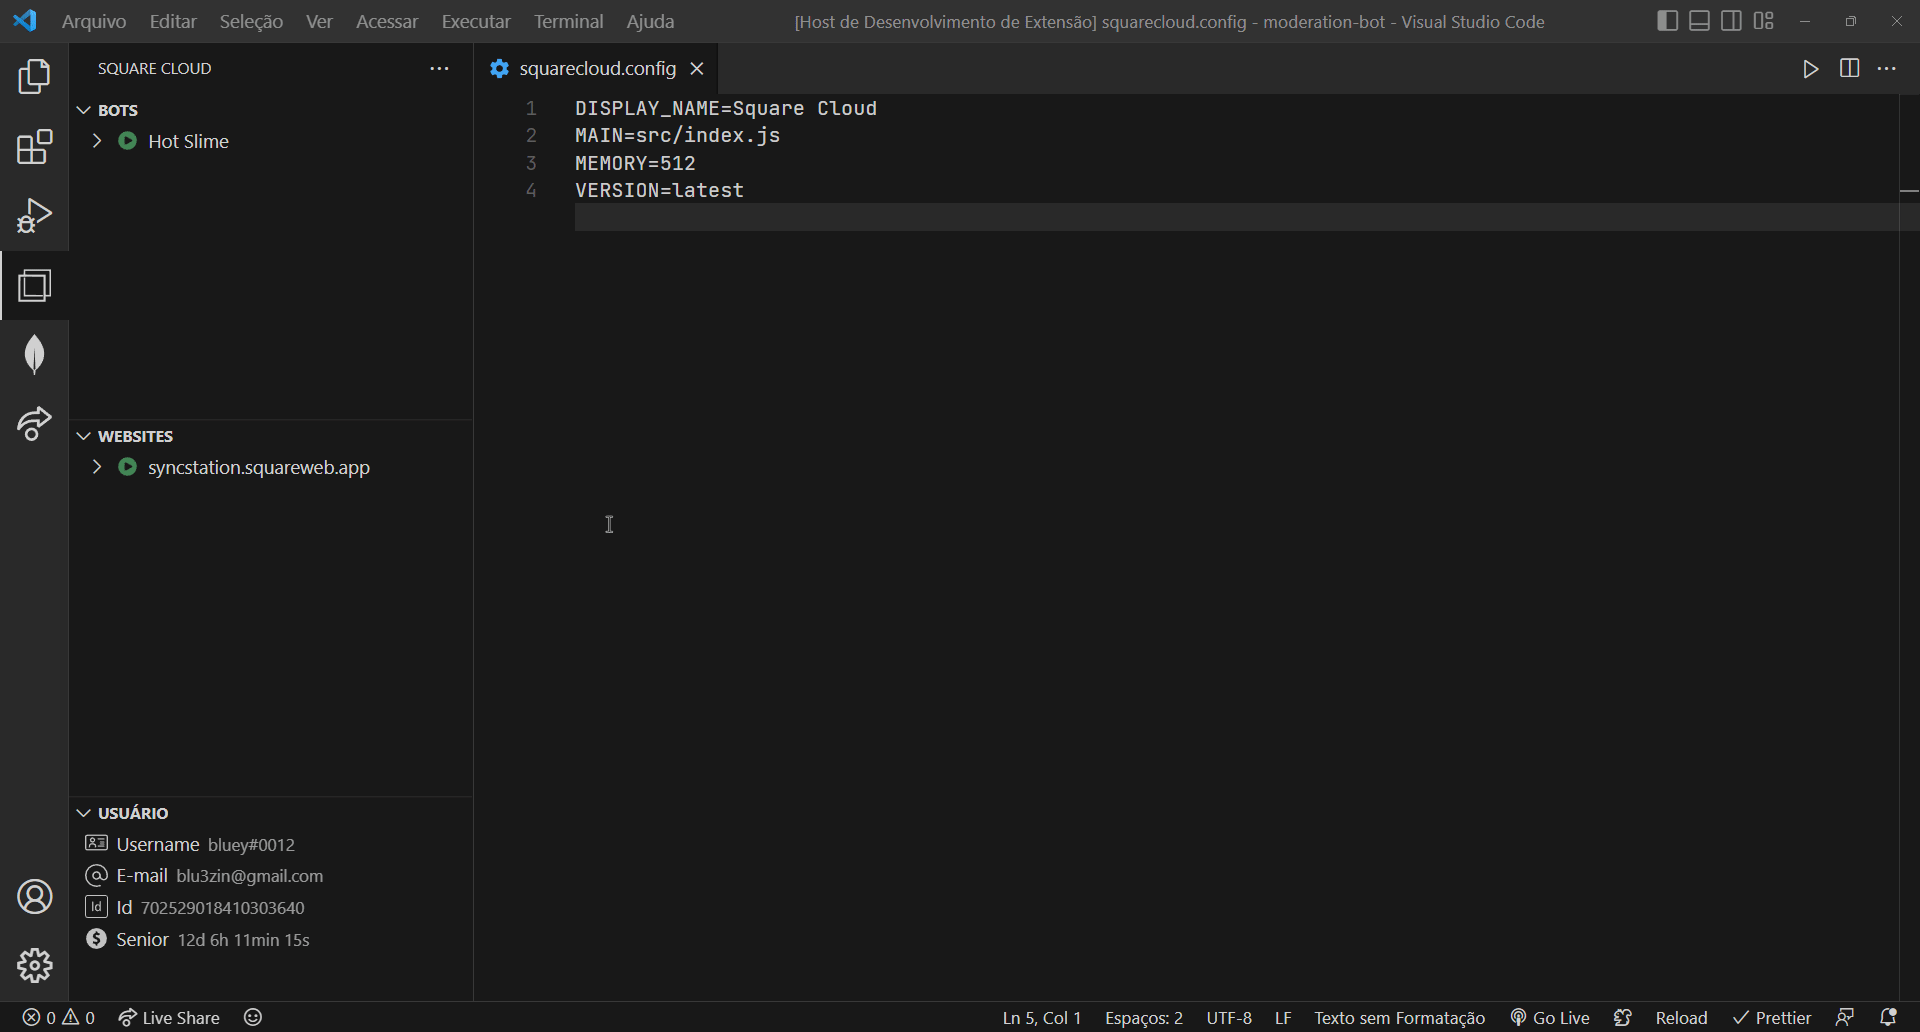 Arquivo Editar Seleção Ver Acessar Executar Terminal Ajuda [Host de Desenvolvimento de Extensão] squarecloud.config - moderation-bot - Visual Studio Code
SQUARE CLOUD
BOTS
Hot Slime
WEBSITES
syncstation.squareweb.app
USUÁRIO
Username bluey#0012
E-mail blu3zin@gmail.com
Id Id 702529018410303640
Senior 12d 6h 11min 15s
squarecloud.config
1 DISPLAY_NAME=Square Cloud
2 MAIN=src/index.js
3 MEMORY=512
4 VERSION=latest
0 0 Live Share Ln 5, Col 1 Espaços: 2 UTF-8 LF Texto sem Formatação Go Live Reload Prettier